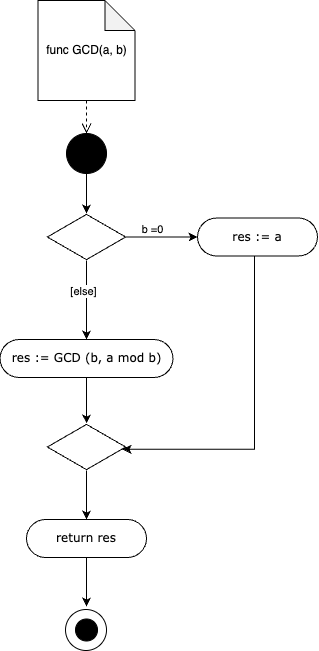 func GCD(a, b)
b =0
res := a
[else]
res := GCD (b, a mod b)
return res